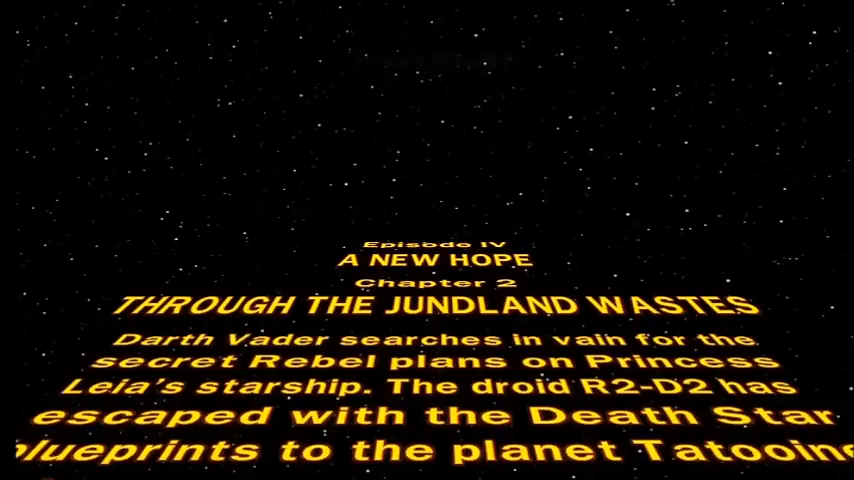 Episode IV
A NEW HOPE
Chapter 2
THROUGH THE JUNDLAND WASTES
Darth Vader searches in vain for the
secret Rebel plans on Princess
Leia's starship. The droid R2-D2 has
escaped with the Death Star
blueprints to the planet Tatooine